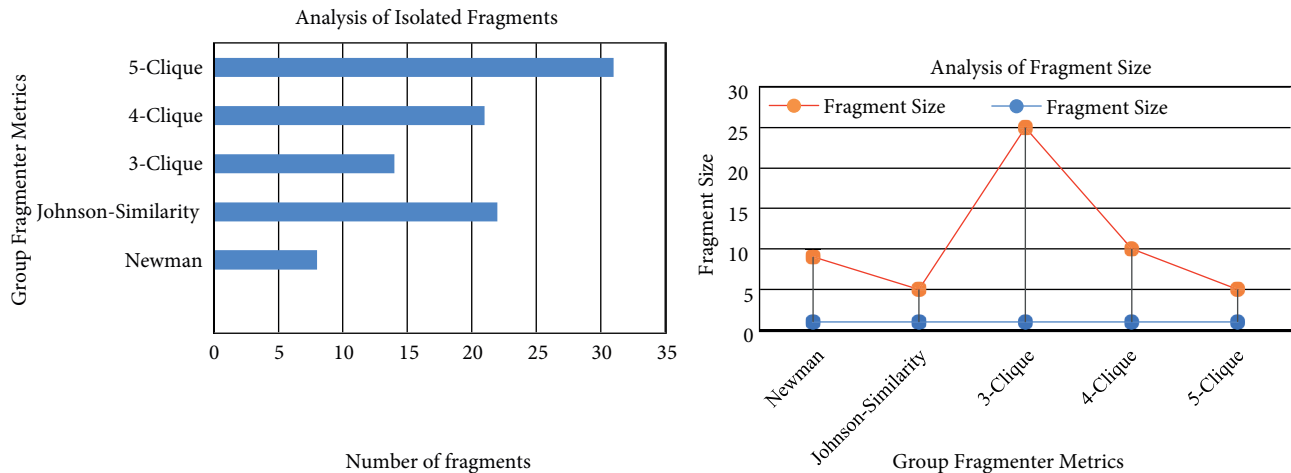 Analysis of Isolated Fragments
Group Fragmenter Metrics
5-Clique
4-Clique
3-Clique
Johnson-Similarity
Newman
0 5 10 15 20 25 30 35
Number of fragments
Analysis of Fragment Size
Fragment Size Fragment Size
Fragment Size
30
25
20
15
10
5
0
Newman
Johnson-Similarity
3-Clique
4-Clique
5-Clique
Group Fragmenter Metrics